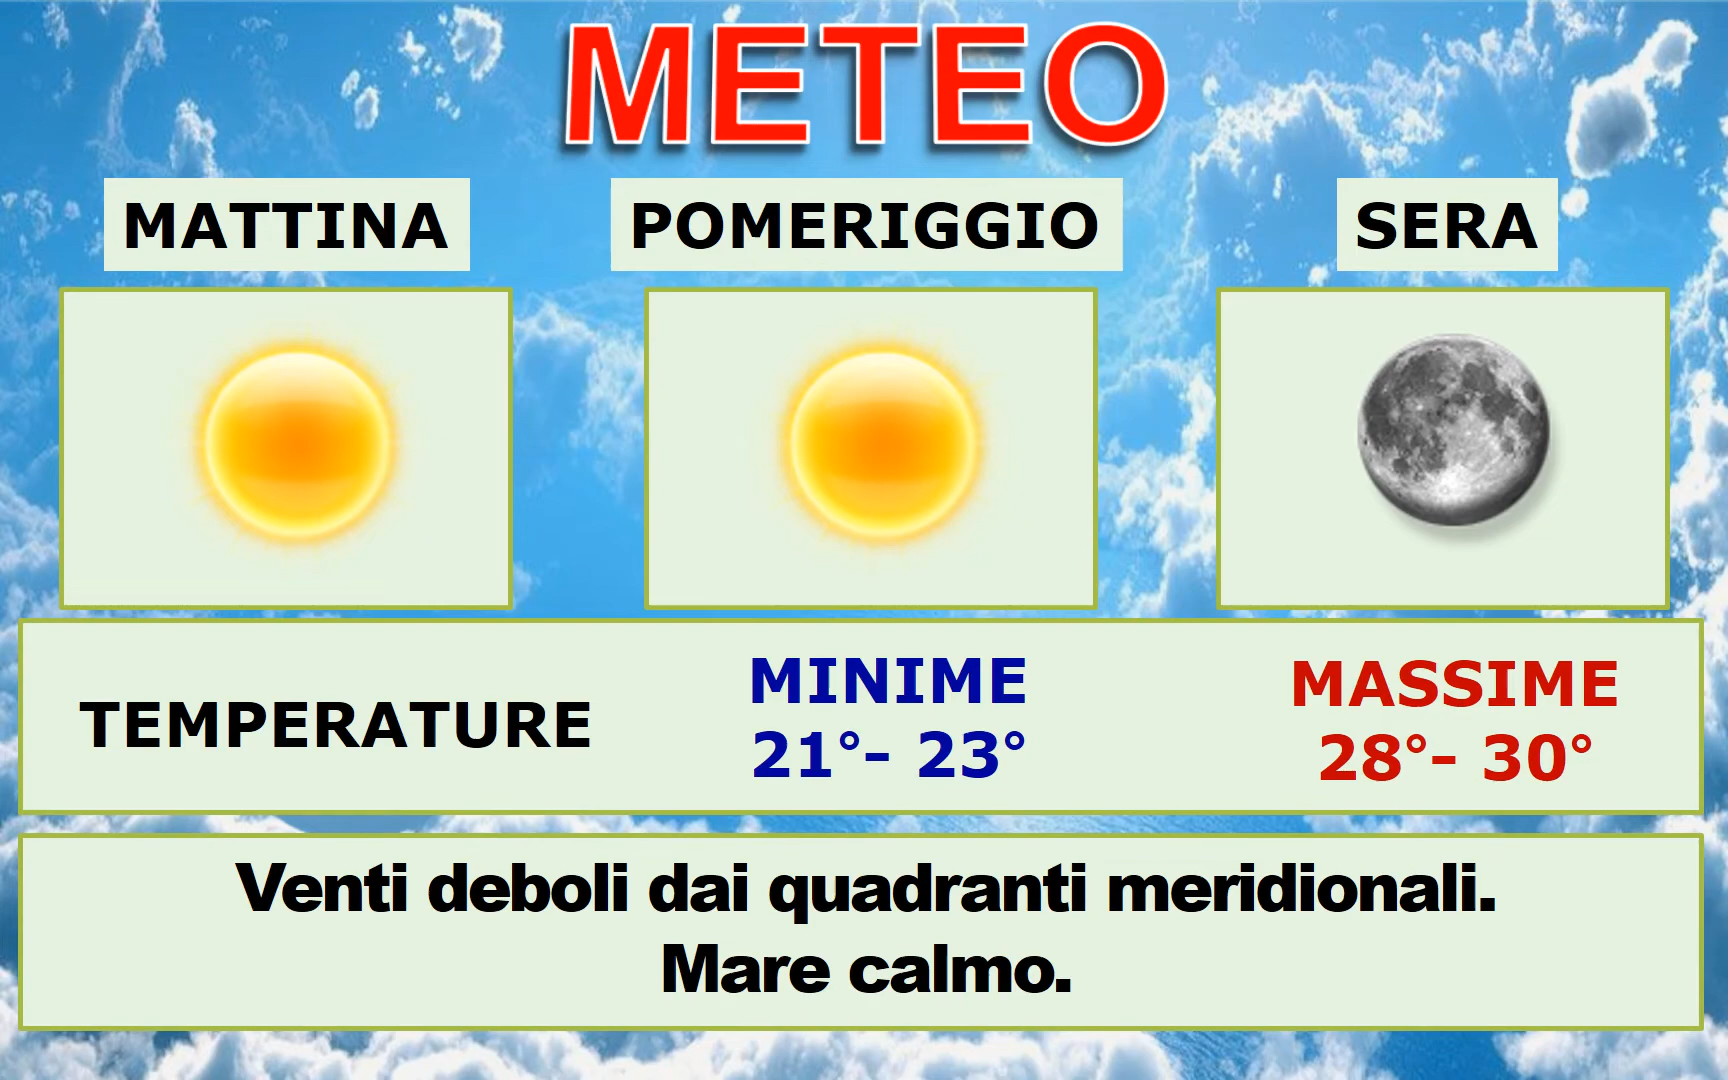 METEO
MATTINA
POMERIGGIO
SERA
TEMPERATURE
MINIME
21°- 23°
MASSIME
28°- 30°
Venti deboli dai quadranti meridionali.
Mare calmo.